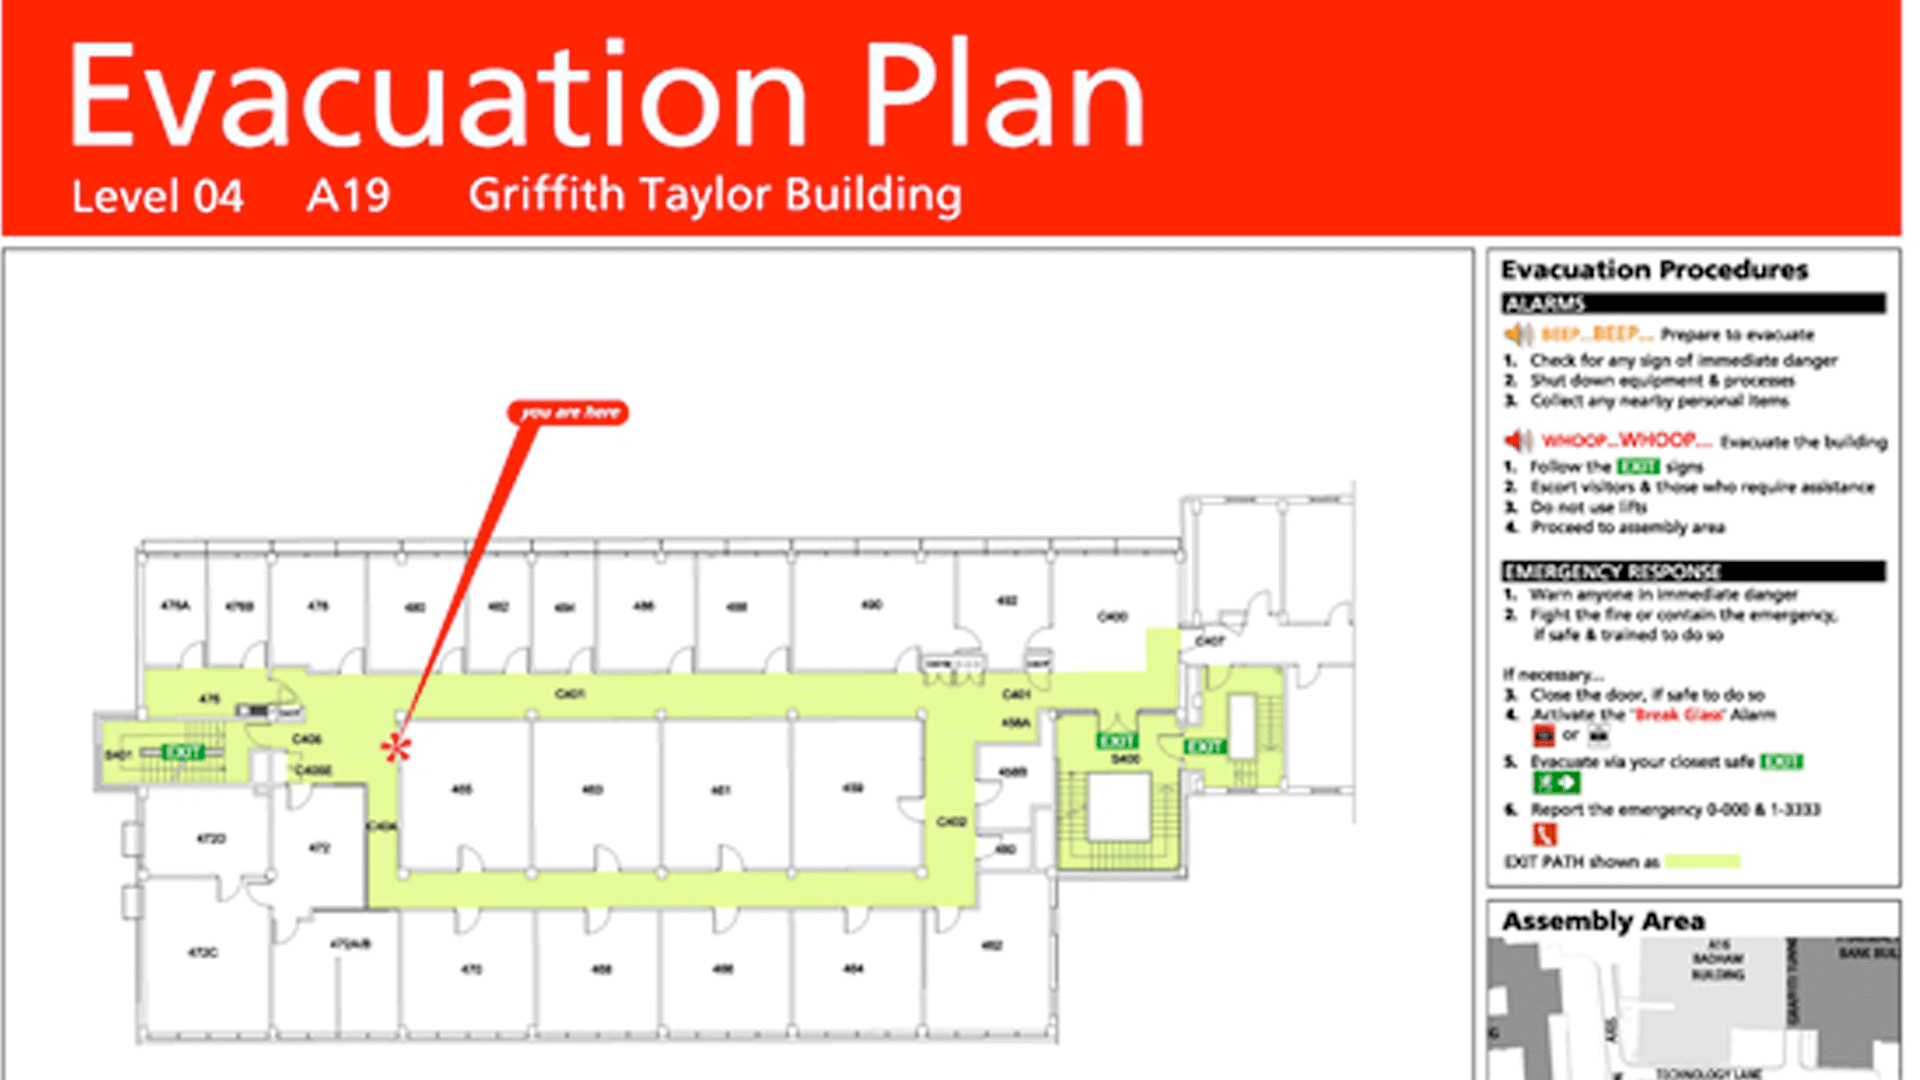 Evacuation Plan
Level 04 A19 Griffith Taylor Building
you are here
476A 476B 478 480 482 484 486 488 490 492 C400
C407
476 C401 C401
458A
C406
S401 EXIT EXIT EXIT
C406E S400
465 463 461 459 458B
C404 C402
472D 472 460
472C 472A/B 470 468 466 464 462
Evacuation Procedures
ALARMS
BEEP...BEEP.... Prepare to evacuate
1. Check for any sign of immediate danger
2. Shut down equipment & processes
3. Collect any nearby personal items
WHOOP...WHOOP.... Evacuate the building
1. Follow the EXIT signs
2. Escort visitors & those who require assistance
3. Do not use lifts
4. Proceed to assembly area
EMERGENCY RESPONSE
1. Warn anyone in immediate danger
2. Fight the fire or contain the emergency,
if safe & trained to do so
If necessary...
3. Close the door, if safe to do so
4. Activate the 'Break Glass' Alarm
or
5. Evacuate via your closest safe EXIT
6. Report the emergency 0-000 & 1-3333
EXIT PATH shown as
Assembly Area
A16
BADHAM
BUILDING
BANK BUIL
TECHNOLOGY LANE